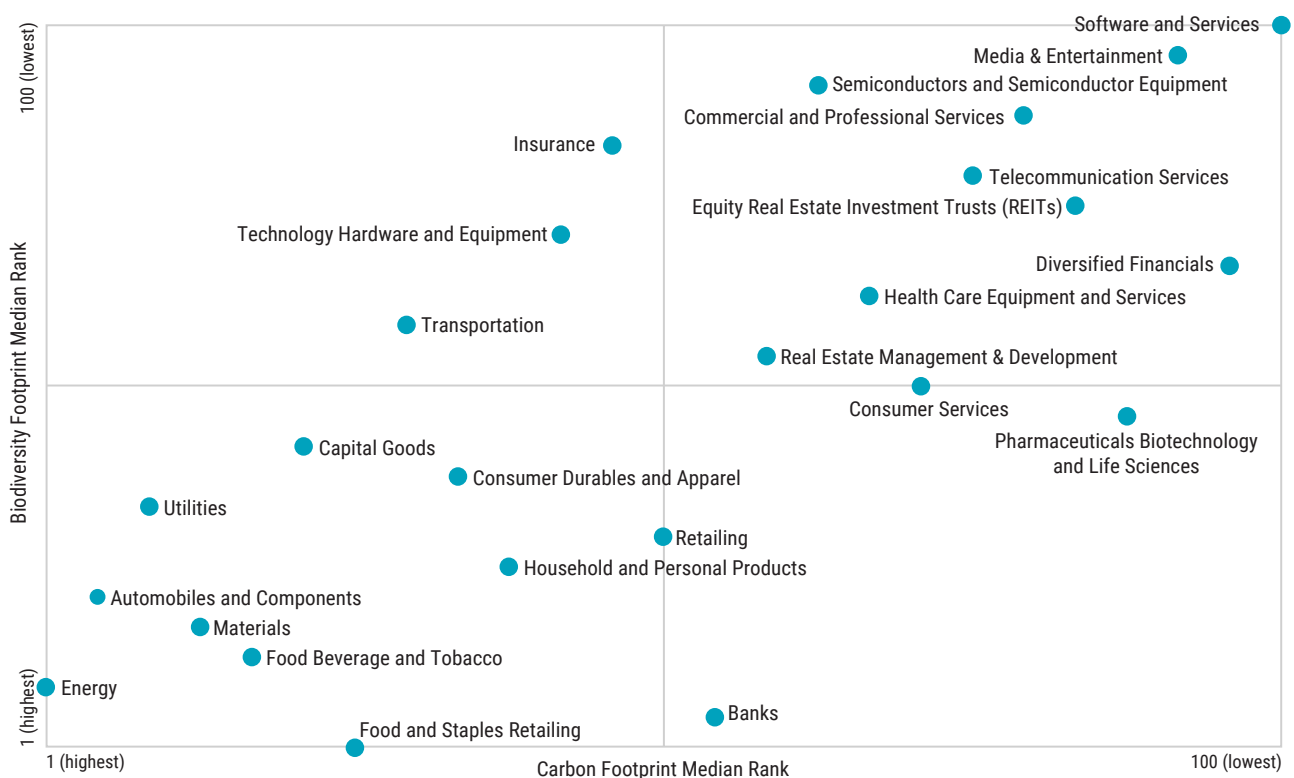 100 (lowest)
Software and Services
Media & Entertainment
Semiconductors and Semiconductor Equipment
Commercial and Professional Services
Insurance
Telecommunication Services
Equity Real Estate Investment Trusts (REITs)
Technology Hardware and Equipment
Diversified Financials
Health Care Equipment and Services
Transportation
Real Estate Management & Development
Biodiversity Footprint Median Rank
Consumer Services
Pharmaceuticals Biotechnology
and Life Sciences
Capital Goods
Consumer Durables and Apparel
Utilities
Retailing
Household and Personal Products
Automobiles and Components
Materials
Food Beverage and Tobacco
Energy
Banks
Food and Staples Retailing
1 (highest)
1 (highest)
Carbon Footprint Median Rank
100 (lowest)